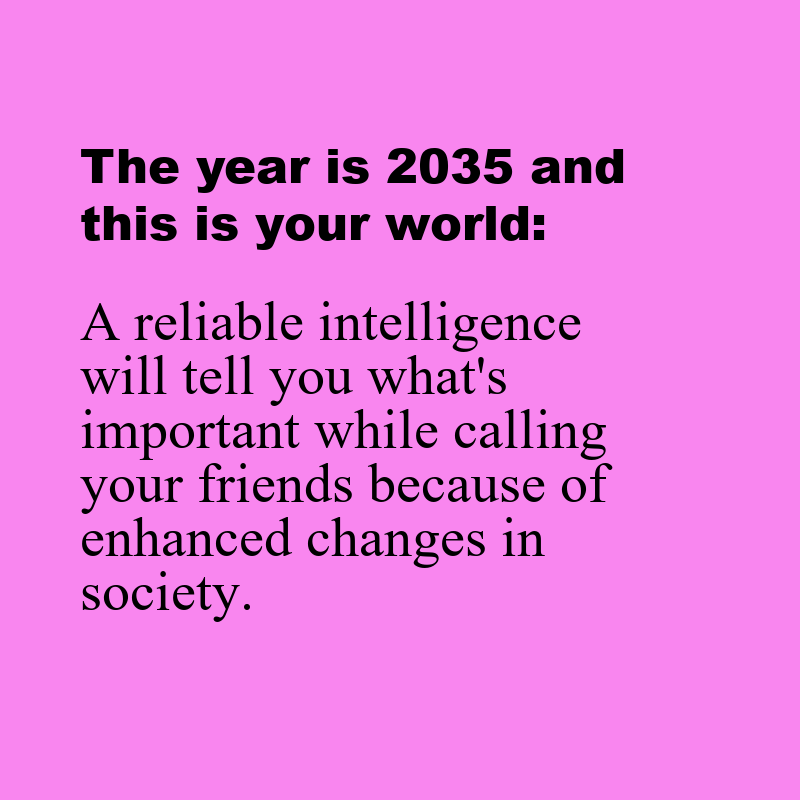 The year is 2035 and
this is your world:
A reliable intelligence
will tell you what's
important while calling
your friends because of
enhanced changes in
society.